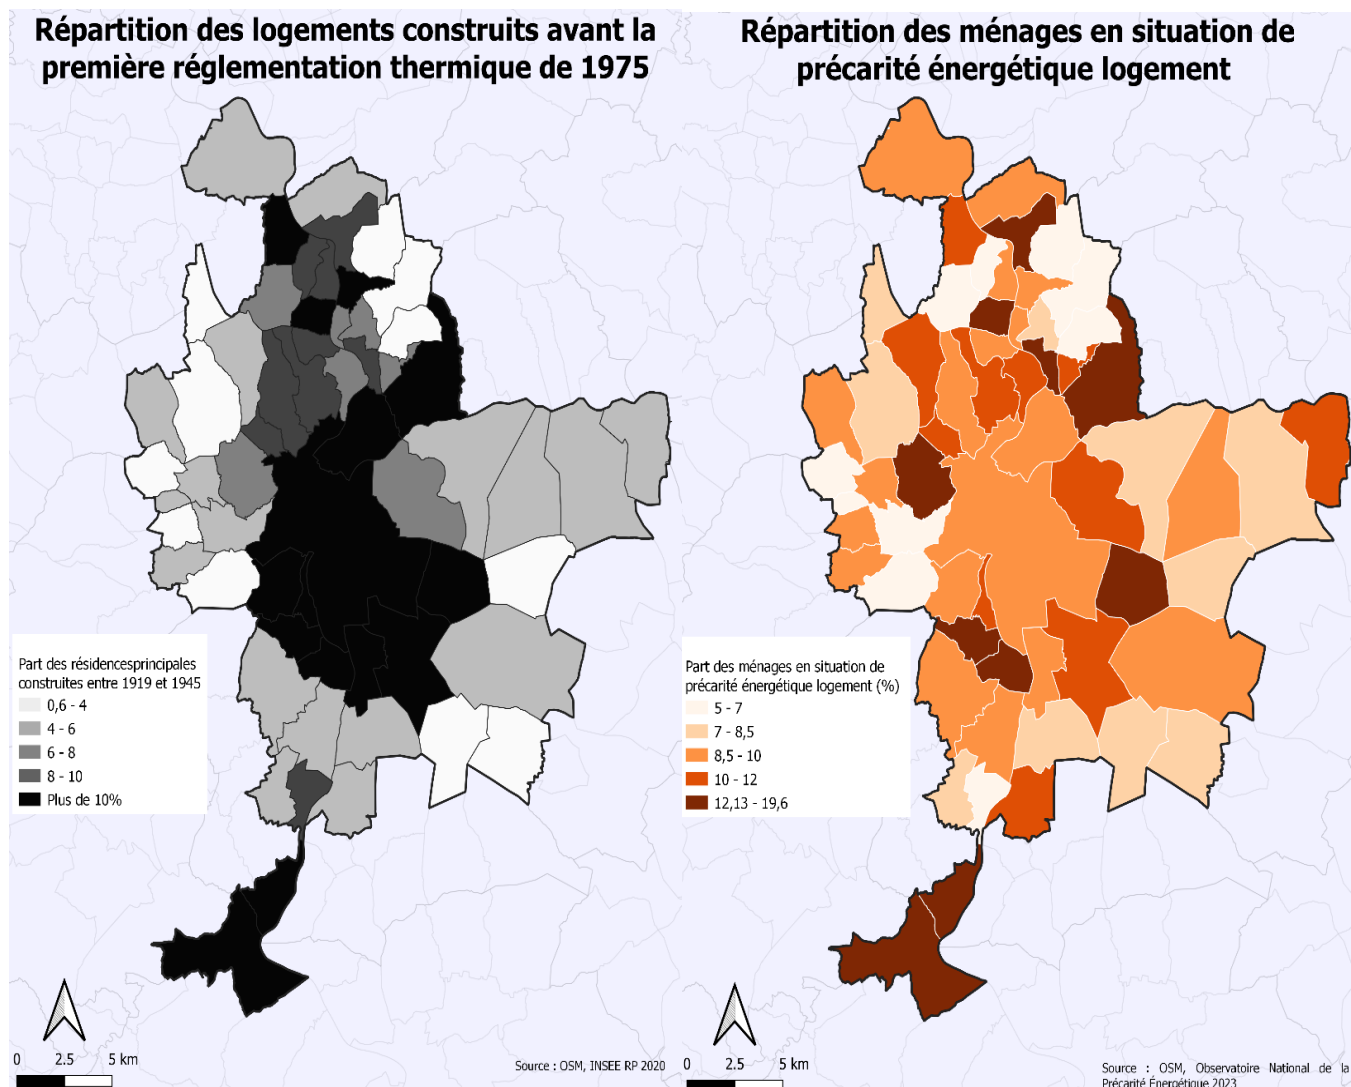 Répartition des logements construits avant la
première réglementation thermique de 1975
Part des résidencesprincipales
construites entre 1919 et 1945
0,6 - 4
4 - 6
6 - 8
8 - 10
Plus de 10%
0 2.5 5 km
Source : OSM, INSEE RP 2020
Répartition des ménages en situation de
précarité énergétique logement
Part des ménages en situation de
précarité énergétique logement (%)
5 - 7
7 - 8,5
8,5 - 10
10 - 12
12,13 - 19,6
0 2.5 5 km
Source : OSM, Observatoire National de la
Précarité Énergétique 2023